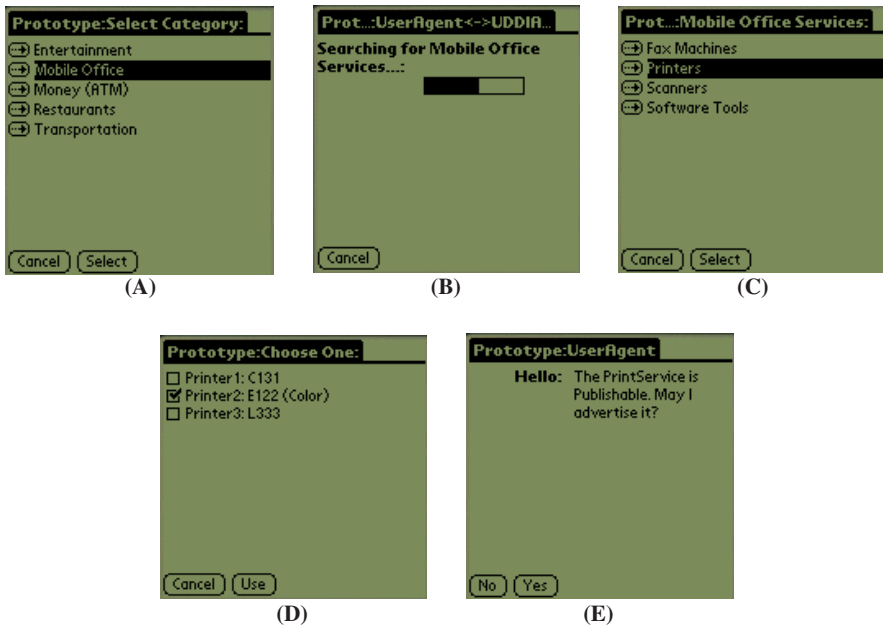 Prototype:Select Category:
Entertainment
Mobile Office
Money (ATM)
Restaurants
Transportation
Cancel Select
(A)
Prot...:UserAgent<->UDDIA...
Searching for Mobile Office
Services...:
Cancel
(B)
Prot...:Mobile Office Services:
Fax Machines
Printers
Scanners
Software Tools
Cancel Select
(C)
Prototype:Choose One:
Printer1: C131
Printer2: E122 (Color)
Printer3: L333
Cancel Use
(D)
Prototype:UserAgent
Hello: The PrintService is
Publishable. May I
advertise it?
No Yes
(E)